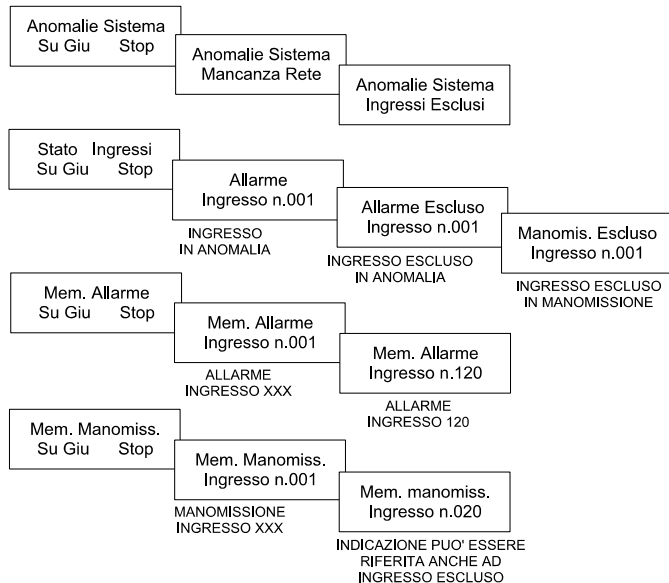 Anomalie Sistema
Su Giu Stop
Anomalie Sistema
Mancanza Rete
Anomalie Sistema
Ingressi Esclusi
Stato Ingressi
Su Giu Stop
Allarme
Ingresso n.001
INGRESSO
IN ANOMALIA
Allarme Escluso
Ingresso n.001
INGRESSO ESCLUSO
IN ANOMALIA
Manomis. Escluso
Ingresso n.001
INGRESSO ESCLUSO
IN MANOMISSIONE
Mem. Allarme
Su Giu Stop
Mem. Allarme
Ingresso n.001
ALLARME
INGRESSO XXX
Mem. Allarme
Ingresso n.120
ALLARME
INGRESSO 120
Mem. Manomiss.
Su Giu Stop
Mem. Manomiss.
Ingresso n.001
MANOMISSIONE
INGRESSO XXX
Mem. manomiss.
Ingresso n.020
INDICAZIONE PUO' ESSERE
RIFERITA ANCHE AD
INGRESSO ESCLUSO